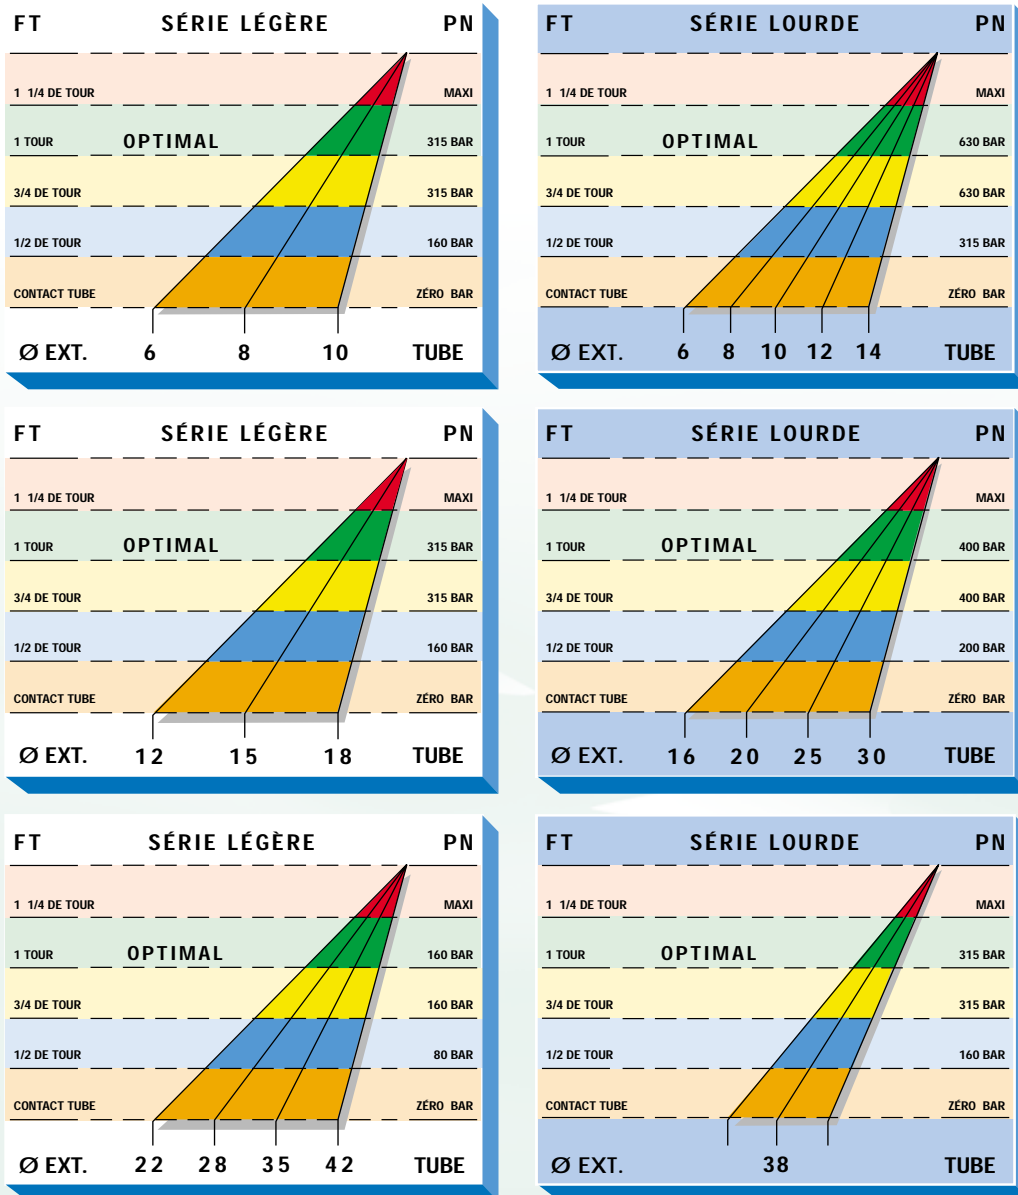 FT SÉRIE LÉGÈRE PN
1 1/4 DE TOUR MAXI
1 TOUR OPTIMAL 315 BAR
3/4 DE TOUR 315 BAR
1/2 DE TOUR 160 BAR
CONTACT TUBE ZÉRO BAR
Ø EXT. 6 8 10 TUBE
FT SÉRIE LOURDE PN
1 1/4 DE TOUR MAXI
1 TOUR OPTIMAL 630 BAR
3/4 DE TOUR 630 BAR
1/2 DE TOUR 315 BAR
CONTACT TUBE ZÉRO BAR
Ø EXT. 6 8 10 12 14 TUBE
FT SÉRIE LÉGÈRE PN
1 1/4 DE TOUR MAXI
1 TOUR OPTIMAL 315 BAR
3/4 DE TOUR 315 BAR
1/2 DE TOUR 160 BAR
CONTACT TUBE ZÉRO BAR
Ø EXT. 12 15 18 TUBE
FT SÉRIE LOURDE PN
1 1/4 DE TOUR MAXI
1 TOUR OPTIMAL 400 BAR
3/4 DE TOUR 400 BAR
1/2 DE TOUR 200 BAR
CONTACT TUBE ZÉRO BAR
Ø EXT. 16 20 25 30 TUBE
FT SÉRIE LÉGÈRE PN
1 1/4 DE TOUR MAXI
1 TOUR OPTIMAL 160 BAR
3/4 DE TOUR 160 BAR
1/2 DE TOUR 80 BAR
CONTACT TUBE ZÉRO BAR
Ø EXT. 22 28 35 42 TUBE
FT SÉRIE LOURDE PN
1 1/4 DE TOUR MAXI
1 TOUR OPTIMAL 315 BAR
3/4 DE TOUR 315 BAR
1/2 DE TOUR 160 BAR
CONTACT TUBE ZÉRO BAR
Ø EXT. 38 TUBE